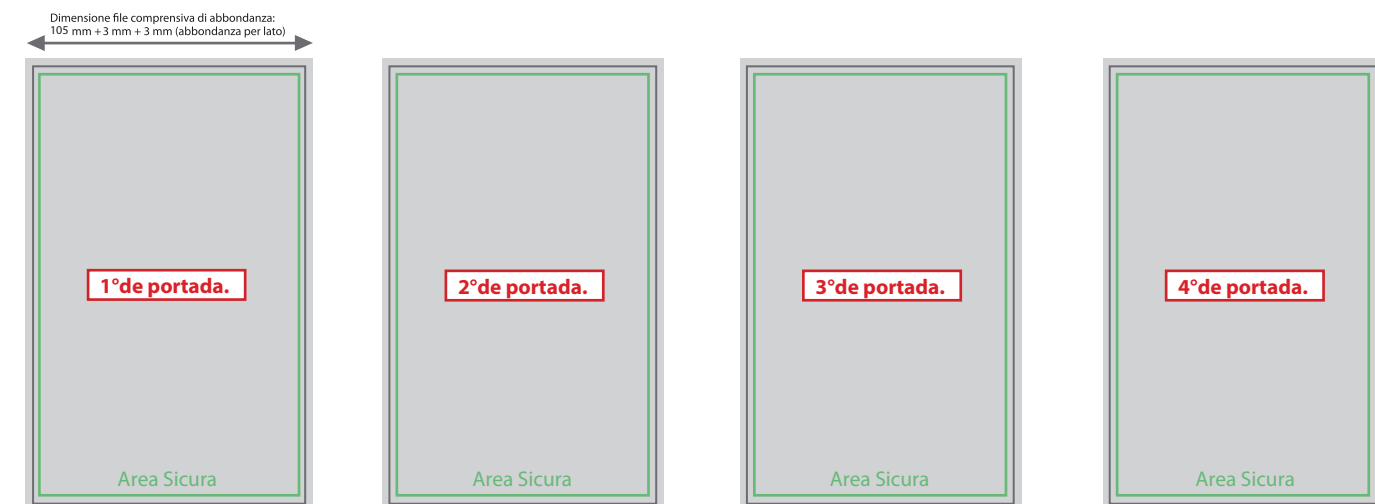 Dimensione file comprensiva di abbondanza:
105 mm + 3 mm + 3 mm (abbondanza per lato)
1°de portada.
2°de portada.
3°de portada.
4°de portada.
Area Sicura
Area Sicura
Area Sicura
Area Sicura